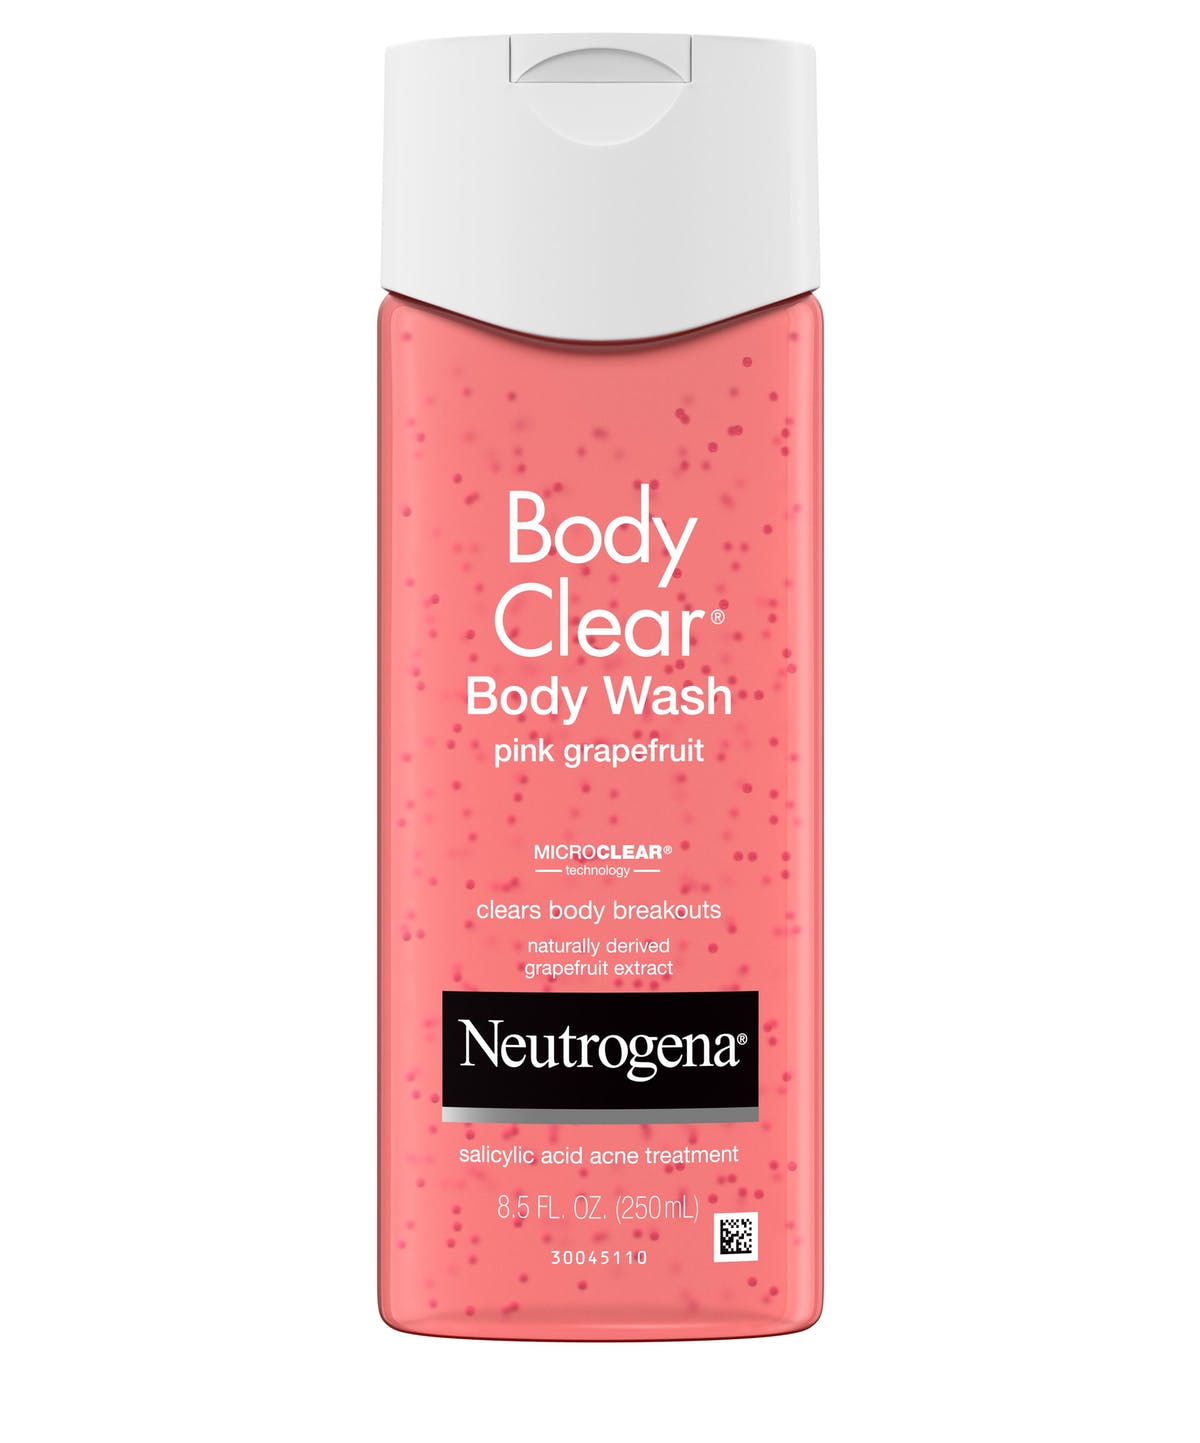 Body
Clear®
Body Wash
pink grapefruit
MICROCLEAR®
technology
clears body breakouts
naturally derived
grapefruit extract
Neutrogena®
salicylic acid acne treatment
8.5 FL. OZ. (250mL)
30045110